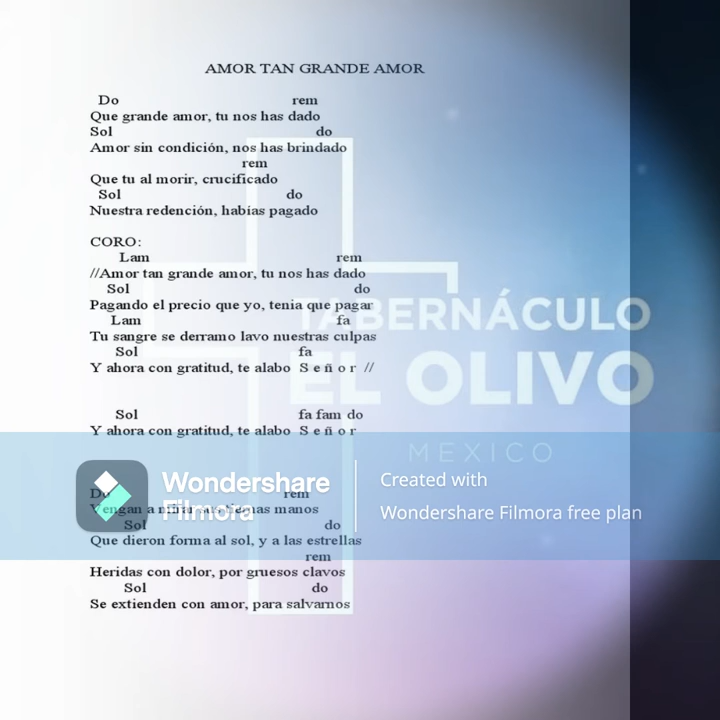 AMOR TAN GRANDE AMOR
Do rem
Que grande amor, tu nos has dado
Sol do
Amor sin condición, nos has brindado
rem
Que tu al morir, crucificado
Sol do
Nuestra redención, habías pagado
CORO:
Lam rem
//Amor tan grande amor, tu nos has dado
Sol do
Pagando el precio que yo, tenia que pagar
Lam fa
Tu sangre se derramo lavo nuestras culpas
Sol fa
Y ahora con gratitud, te alabo S e ñ o r //
Sol fa fam do
Y ahora con gratitud, te alabo S e ñ o r
Do rem
Vengan a mirar sus tiernas manos
Sol do
Que dieron forma al sol, y a las estrellas
rem
Heridas con dolor, por gruesos clavos
Sol do
Se extienden con amor, para salvarnos
TABERNÁCULO
EL OLIVO
MEXICO
Wondershare
Filmora
Created with
Wondershare Filmora free plan